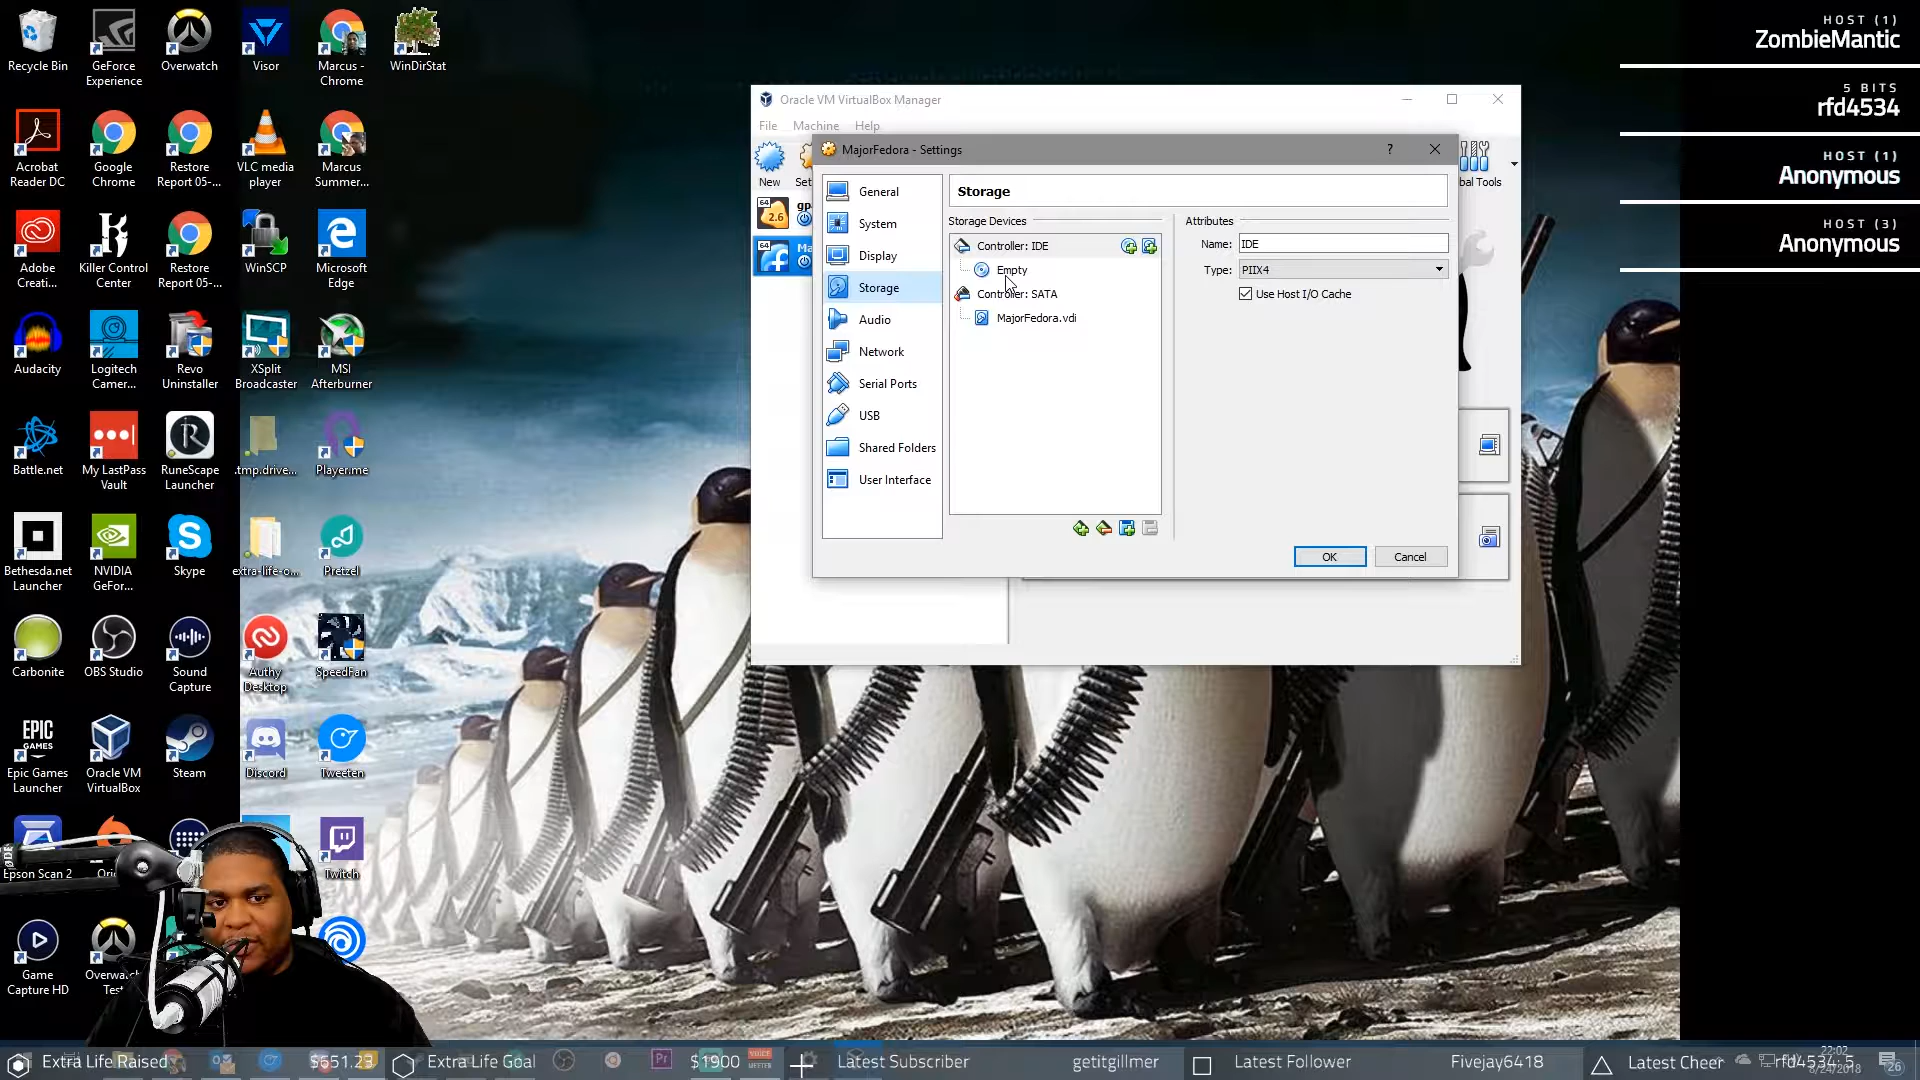 Recycle Bin
GeForce
Experience
Overwatch
Visor
Marcus -
Chrome
WinDirStat
Acrobat
Reader DC
Google
Chrome
Restore
Report 05-...
VLC media
player
Marcus
Summer...
Adobe
Creati...
Killer Control
Center
Restore
Report 05-...
WinSCP
Microsoft
Edge
Audacity
Logitech
Camer...
Revo
Uninstaller
XSplit
Broadcaster
MSI
Afterburner
Battle.net
My LastPass
Vault
RuneScape
Launcher
.tmp.drive...
Player.me
Bethesda.net
Launcher
NVIDIA
GeFor...
Skype
extra-life-o...
Pretzel
Carbonite
OBS Studio
Sound
Capture
Authy
Desktop
SpeedFan
EPIC
GAMES
Epic Games
Launcher
Oracle VM
VirtualBox
Steam
Discord
Tweeten
Epson Scan 2
Twitch
Game
Capture HD
Oracle VM VirtualBox Manager
File Machine Help
New
MajorFedora - Settings
?
General
System
Display
Storage
Audio
Network
Serial Ports
USB
Shared Folders
User Interface
Storage
Storage Devices
Controller: IDE
Empty
Controller: SATA
MajorFedora.vdi
Attributes
Name: IDE
Type: PIIX4
Use Host I/O Cache
OK
Cancel
64
2.6
64
HOST (1)
ZombieMantic
5 BITS
rfd4534
HOST (1)
Anonymous
HOST (3)
Anonymous
Extra Life Raised $651.23 Extra Life Goal $1900 Latest Subscriber getitgillmer Latest Follower Fivejay6418 Latest Cheer rfd4534: 5
22:02
8/24/2018
26